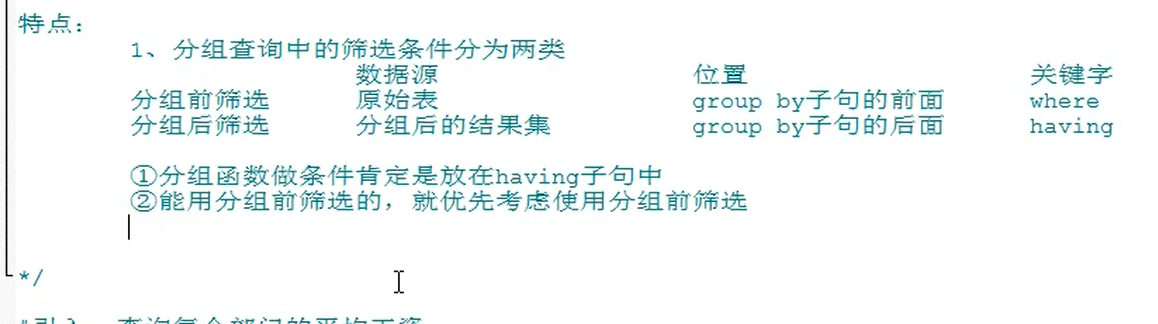 特点：
1、分组查询中的筛选条件分为两类
数据源 位置 关键字
分组前筛选 原始表 group by子句的前面 where
分组后筛选 分组后的结果集 group by子句的后面 having
①分组函数做条件肯定是放在having子句中
②能用分组前筛选的，就优先考虑使用分组前筛选
*/